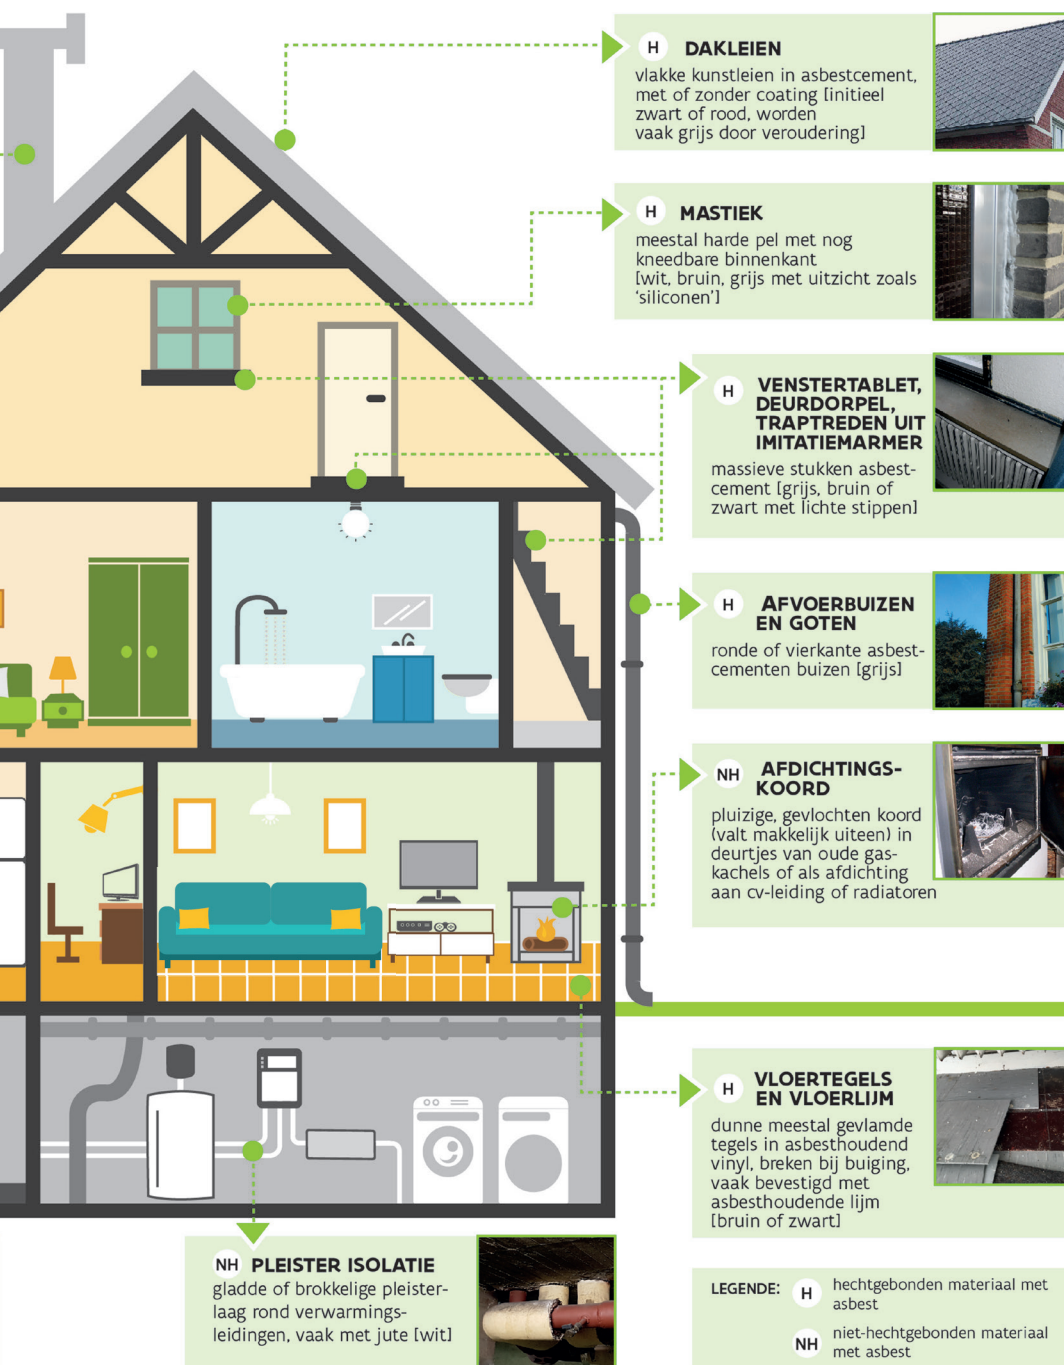 H DAKLEIEN
vlakke kunstleien in asbestcement,
met of zonder coating [initieel
zwart of rood, worden
vaak grijs door veroudering]
H MASTIEK
meestal harde pel met nog
kneedbare binnenkant
[wit, bruin, grijs met uitzicht zoals
‘siliconen’]
H VENSTERTABLET,
DEURDORPEL,
TRAPTREDEN UIT
IMITATIEMARMER
massieve stukken asbest-
cement [grijs, bruin of
zwart met lichte stippen]
H AFVOERBUIZEN
EN GOTEN
ronde of vierkante asbest-
cementen buizen [grijs]
NH AFDICHTINGS-
KOORD
pluizige, gevlochten koord
(valt makkelijk uiteen) in
deurtjes van oude gas-
kachels of als afdichting
aan cv-leiding of radiatoren
H VLOERTEGELS
EN VLOERLIJM
dunne meestal gevlamde
tegels in asbesthoudend
vinyl, breken bij buiging,
vaak bevestigd met
asbesthoudende lijm
[bruin of zwart]
NH PLEISTER ISOLATIE
gladde of brokkelige pleister-
laag rond verwarmings-
leidingen, vaak met jute [wit]
LEGENDE:
H hechtgebonden materiaal met
asbest
NH niet-hechtgebonden materiaal
met asbest